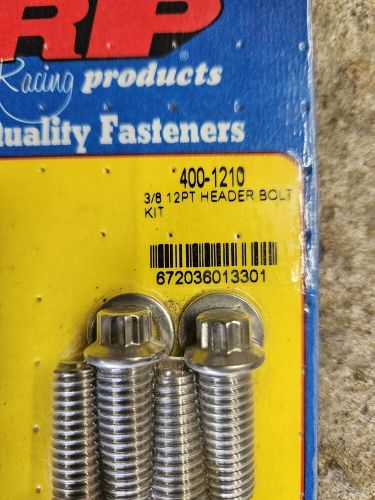 RP
Racing products
Quality Fasteners
400-1210
3/8 12PT HEADER BOLT
KIT
672036013301